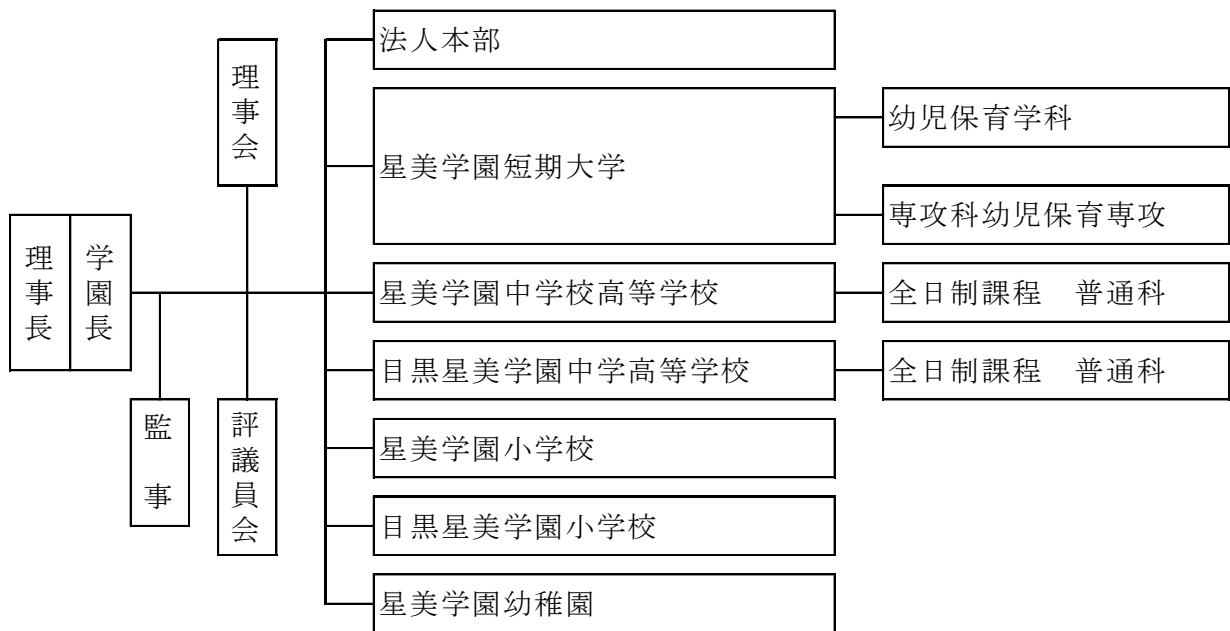 法人本部
理事会
星美学園短期大学
幼児保育学科
専攻科幼児保育専攻
理事長
学園長
星美学園中学校高等学校
全日制課程　普通科
目黒星美学園中学高等学校
全日制課程　普通科
監事
評議員会
星美学園小学校
目黒星美学園小学校
星美学園幼稚園